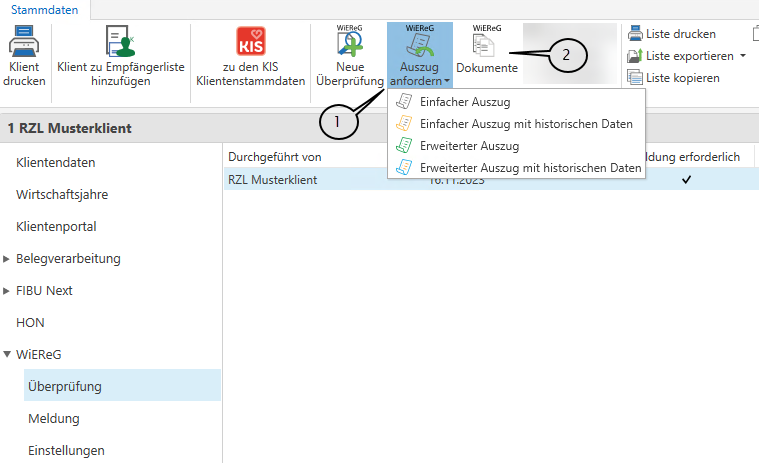 Stammdaten
WiEReG WiEReG WiEReG
KIS
Klient drucken
Klient zu Empfängerliste hinzufügen
zu den KIS Klientenstammdaten
Neue Überprüfung
Auszug anfordern
Dokumente
2
Liste drucken
Liste exportieren
Liste kopieren
1
Einfacher Auszug
Einfacher Auszug mit historischen Daten
Erweiterter Auszug
Erweiterter Auszug mit historischen Daten
1 RZL Musterklient
Klientendaten
Wirtschaftsjahre
Klientenportal
Belegverarbeitung
FIBU Next
HON
WiEReG
Überprüfung
Meldung
Einstellungen
Durchgeführt von
ldung erforderlich
RZL Musterklient 16.11.2023